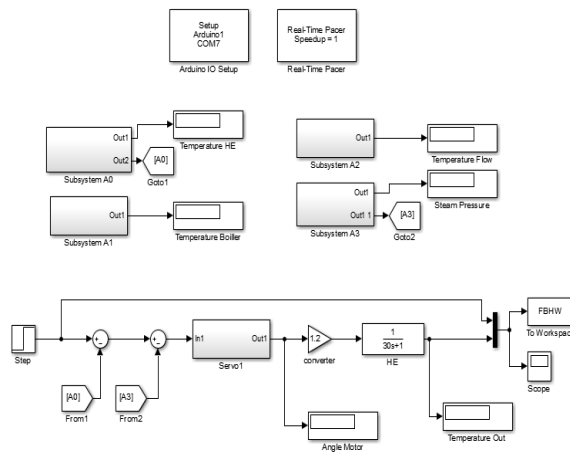 Setup
Arduino1
COM7
Arduino IO Setup
Real-Time Pacer
Speedup = 1
Real-Time Pacer
Out1
Out2
Subsystem A0
Temperature HE
[A0]
Goto1
Out1
Subsystem A1
Temperature Boiller
Out1
Subsystem A2
Temperature Flow
Out1
Out1 1
Subsystem A3
Steam Pressure
[A3]
Goto2
Step
[A0]
From1
[A3]
From2
In1
Out1
Servo1
1.2
converter
1
30s+1
HE
FBHW
To Workspac
Scope
Angle Motor
Temperature Out